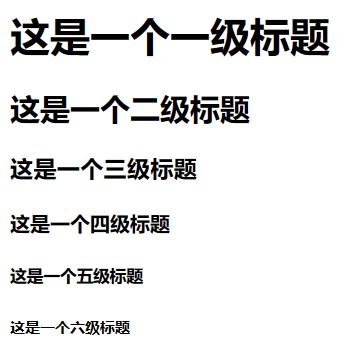 这是一个一级标题
这是一个二级标题
这是一个三级标题
这是一个四级标题
这是一个五级标题
这是一个六级标题